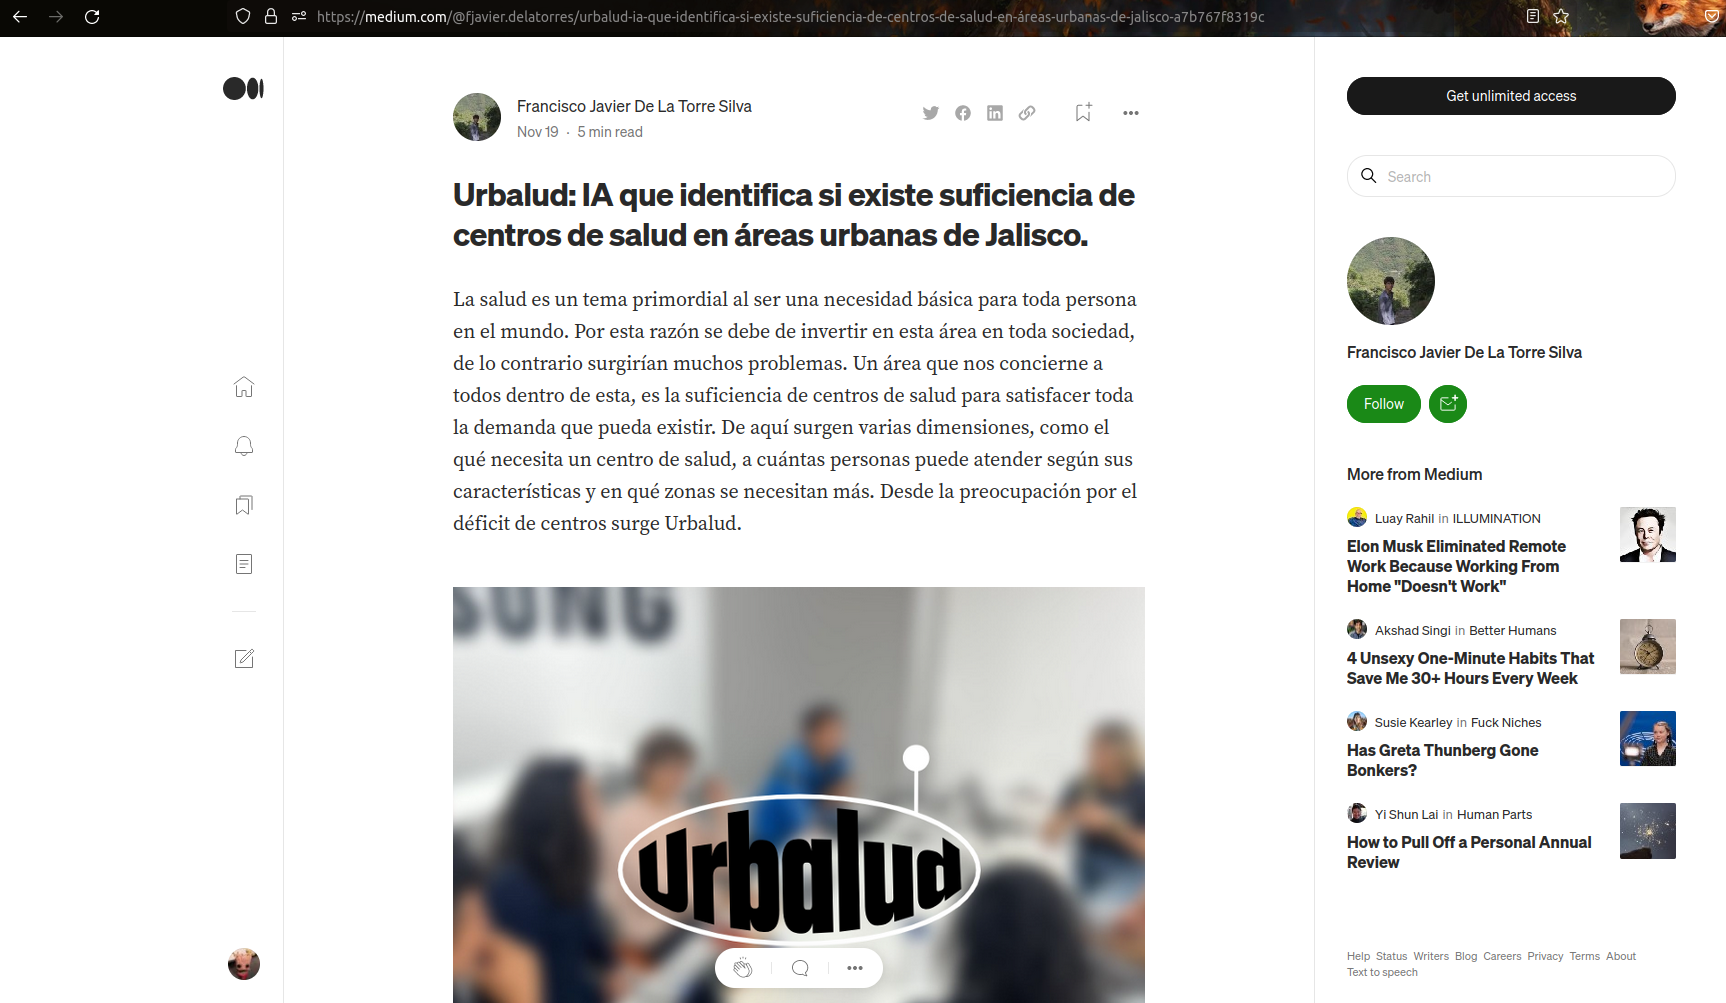 https://medium.com/@fjavier.delatorres/urbalud-ia-que-identifica-si-existe-suficiencia-de-centros-de-salud-en-áreas-urbanas-de-jalisco-a7b767f8319c
Francisco Javier De La Torre Silva
Nov 19 · 5 min read
Urbalud: IA que identifica si existe suficiencia de
centros de salud en áreas urbanas de Jalisco.
La salud es un tema primordial al ser una necesidad básica para toda persona
en el mundo. Por esta razón se debe de invertir en esta área en toda sociedad,
de lo contrario surgirían muchos problemas. Un área que nos concierne a
todos dentro de esta, es la suficiencia de centros de salud para satisfacer toda
la demanda que pueda existir. De aquí surgen varias dimensiones, como el
qué necesita un centro de salud, a cuántas personas puede atender según sus
características y en qué zonas se necesitan más. Desde la preocupación por el
déficit de centros surge Urbalud.
SUNG
Urbalud
Get unlimited access
Search
Francisco Javier De La Torre Silva
Follow
More from Medium
Luay Rahil in ILLUMINATION
Elon Musk Eliminated Remote
Work Because Working From
Home "Doesn't Work"
Akshad Singi in Better Humans
4 Unsexy One-Minute Habits That
Save Me 30+ Hours Every Week
Susie Kearley in Fuck Niches
Has Greta Thunberg Gone
Bonkers?
Yi Shun Lai in Human Parts
How to Pull Off a Personal Annual
Review
Help Status Writers Blog Careers Privacy Terms About
Text to speech